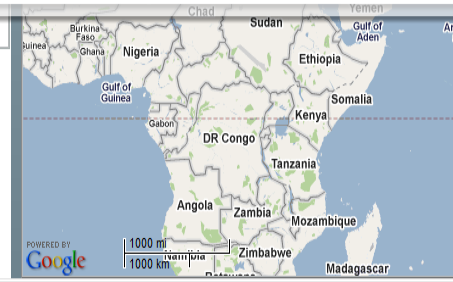 Chad
Yemen
Sudan
Gulf of
Aden
Burkina
Faso
Guinea
Ghana
Nigeria
Ethiopia
Gulf of
Guinea
Somalia
Gabon
Kenya
DR Congo
Tanzania
Angola
Zambia
Mozambique
POWERED BY
Google
1000 mi
1000 km
Namibia
Zimbabwe
Botswana
Madagascar